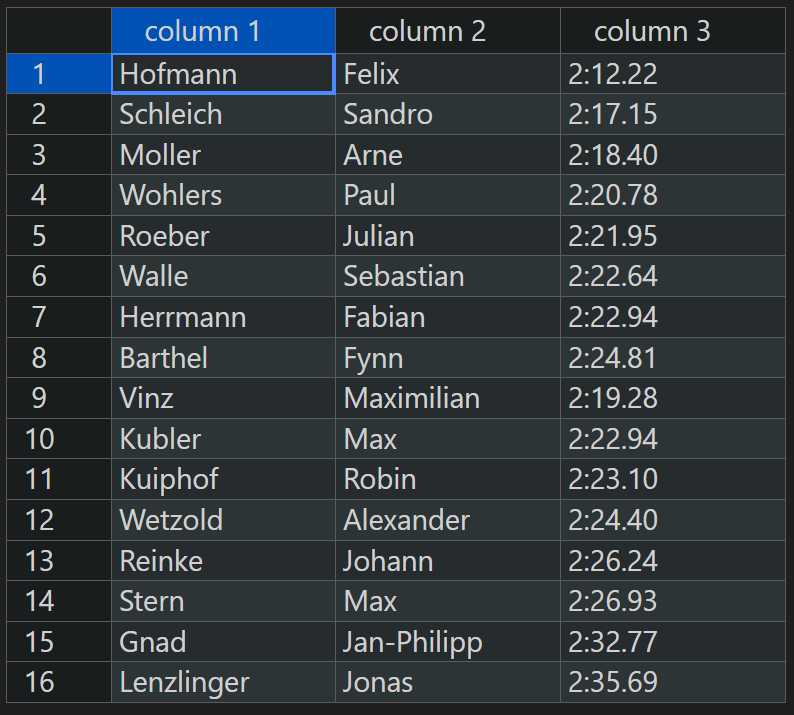 column 1 column 2 column 3
1 Hofmann Felix 2:12.22
2 Schleich Sandro 2:17.15
3 Moller Arne 2:18.40
4 Wohlers Paul 2:20.78
5 Roeber Julian 2:21.95
6 Walle Sebastian 2:22.64
7 Herrmann Fabian 2:22.94
8 Barthel Fynn 2:24.81
9 Vinz Maximilian 2:19.28
10 Kubler Max 2:22.94
11 Kuiphof Robin 2:23.10
12 Wetzold Alexander 2:24.40
13 Reinke Johann 2:26.24
14 Stern Max 2:26.93
15 Gnad Jan-Philipp 2:32.77
16 Lenzlinger Jonas 2:35.69